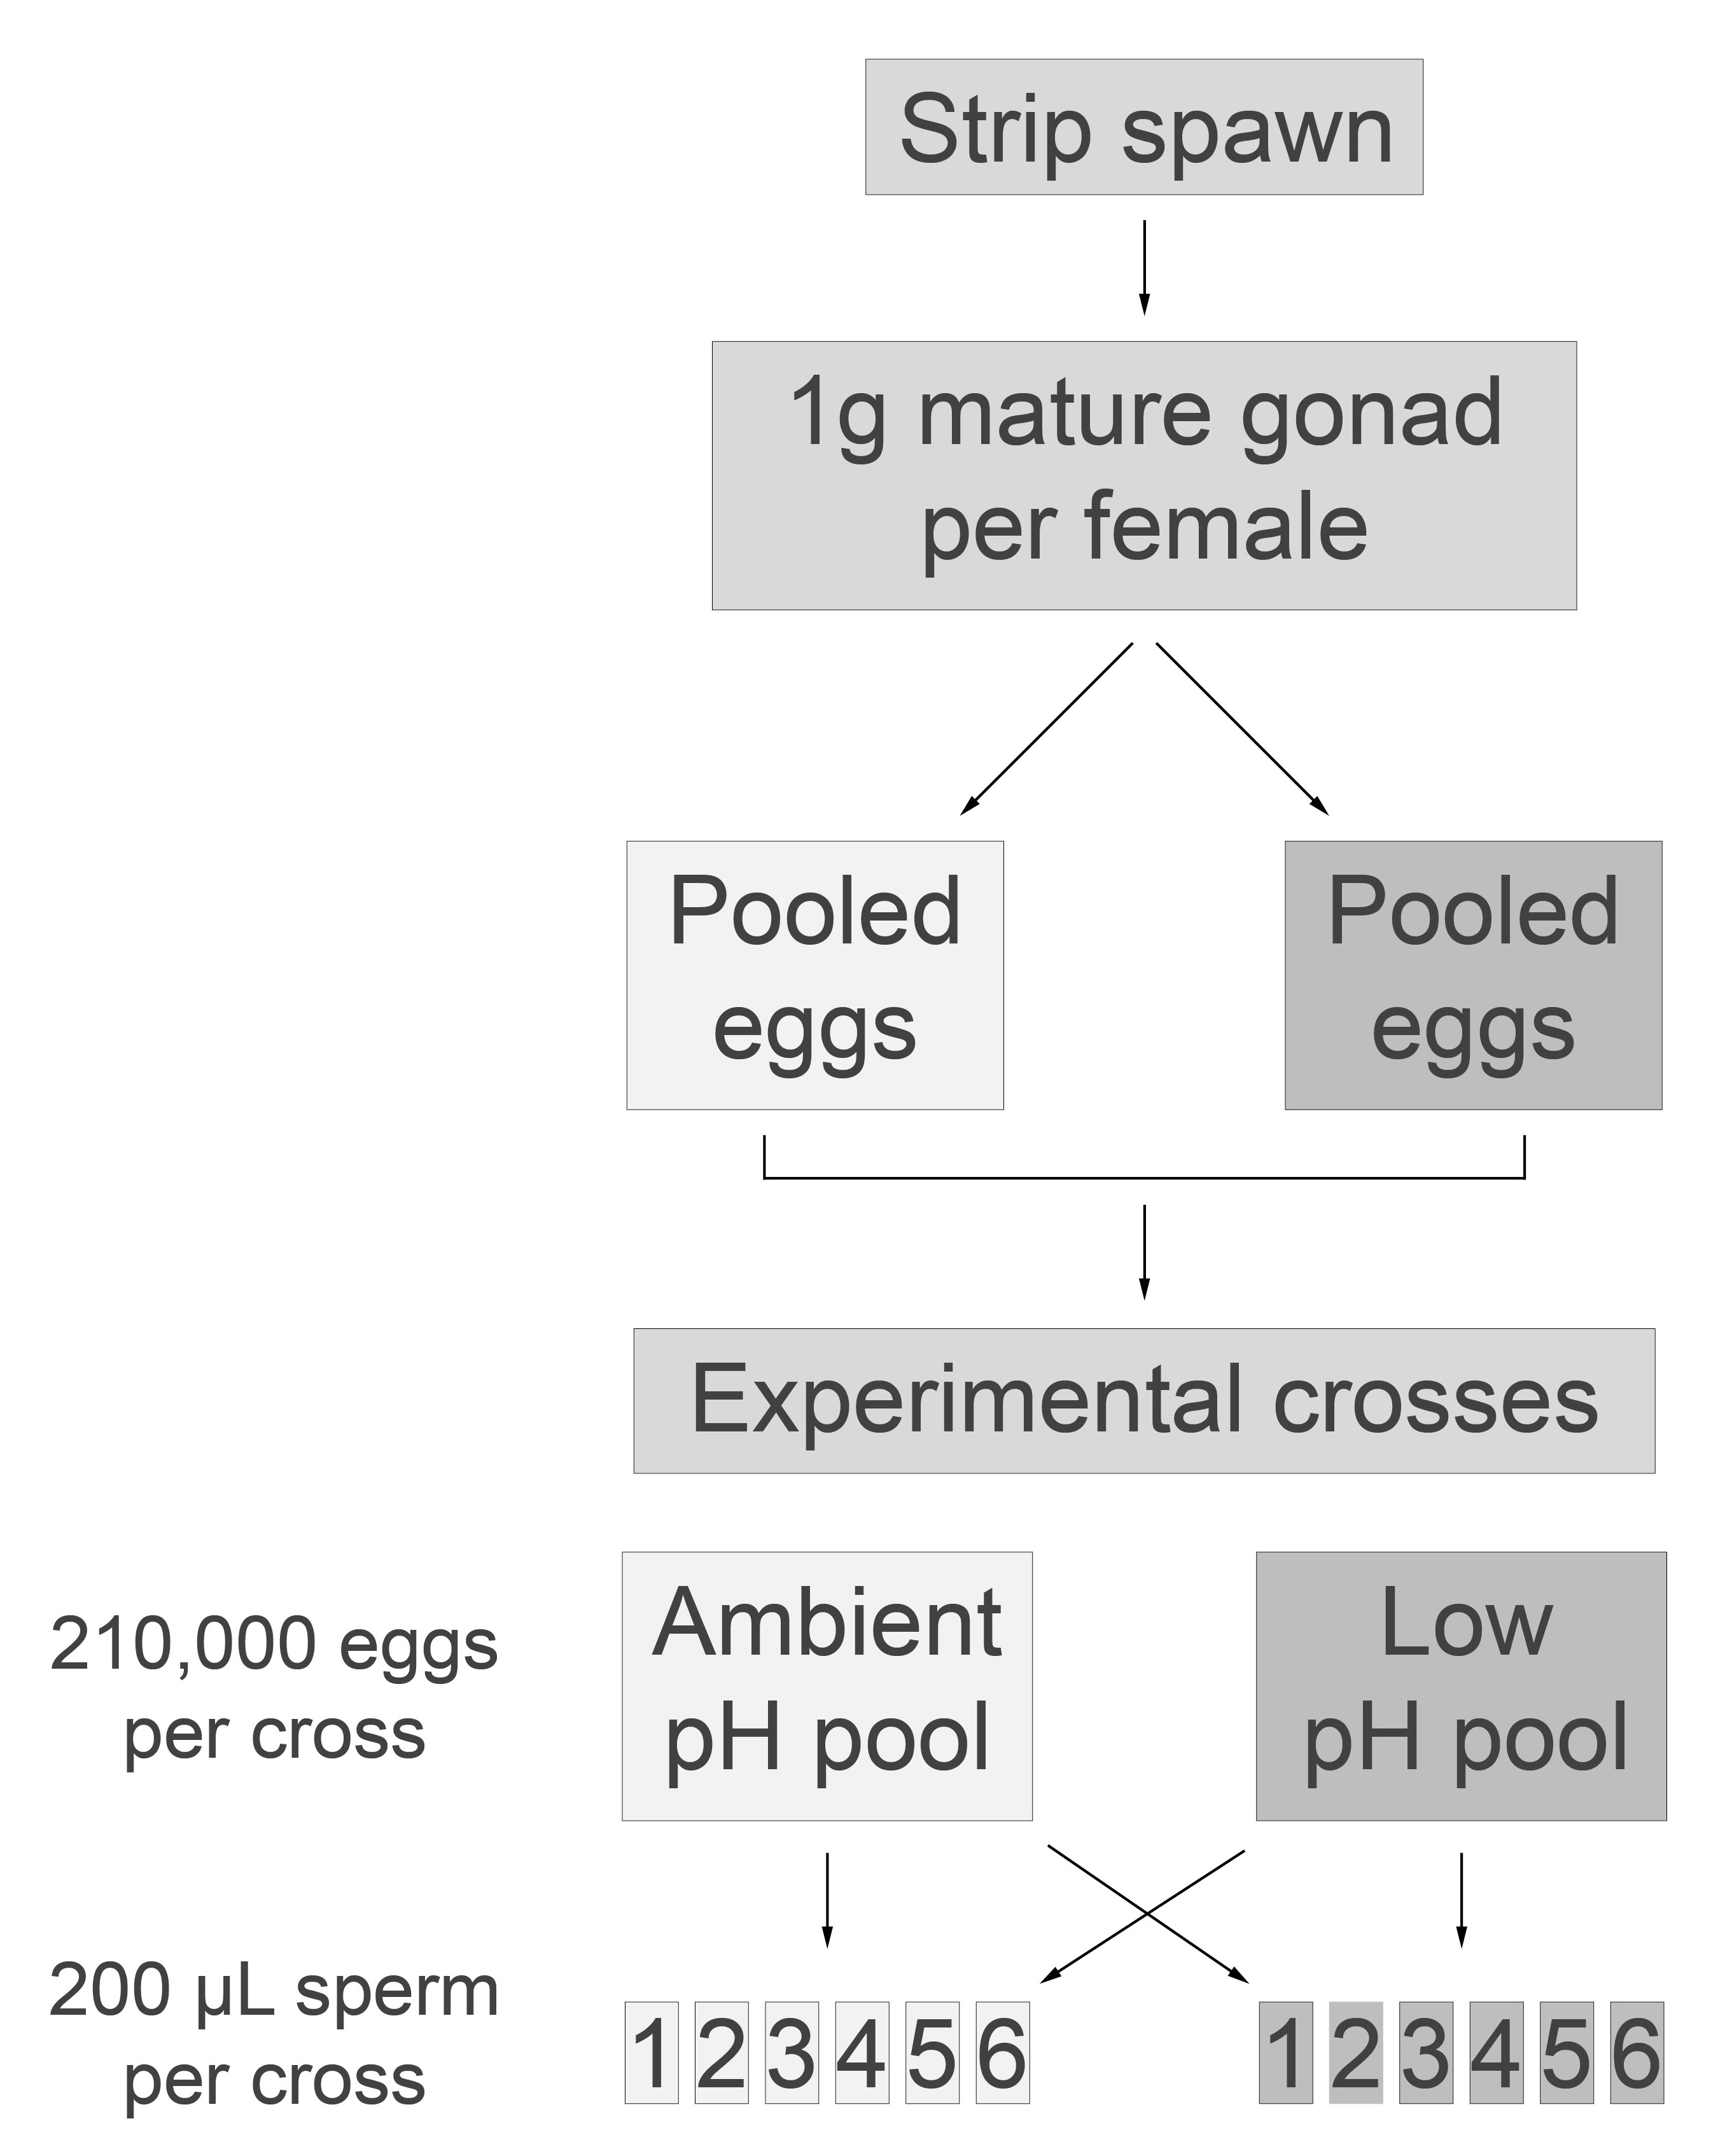 Strip spawn
1g mature gonad
per female
Pooled
eggs
Pooled
eggs
Experimental crosses
210,000 eggs
per cross
Ambient
pH pool
Low
pH pool
200 µL sperm
per cross
1 2 3 4 5 6
1 2 3 4 5 6